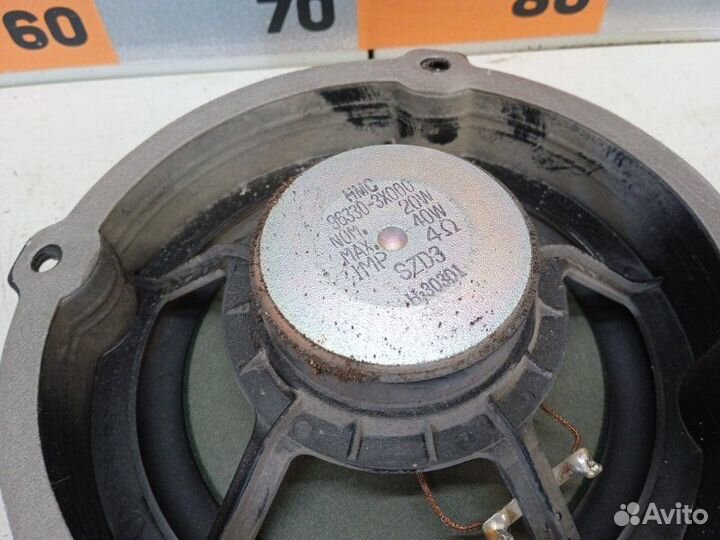 60
70
80
HMC
96330-3X000
NOM. 20W
MAX. 40W
IMP 4Ω
SZD3
Avito